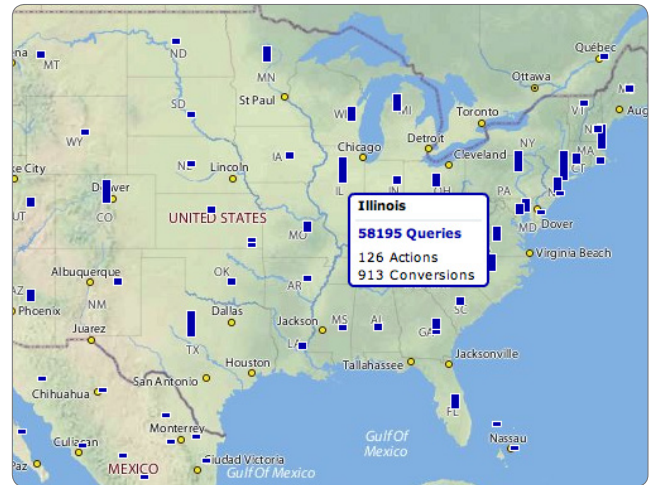 Québec
ND
MT
MN
Ottawa
St Paul
WI
MI
VT
SD
Toronto
WY
Detroit
NY
Chicago
MA
IA
Cleveland
CT
NE
Lincoln
IL
IN
OH
PA
Denver
UT
CO
Illinois
58195 Queries
126 Actions
913 Conversions
UNITED STATES
MD
Dover
MO
Virginia Beach
Albuquerque
OK
AR
NM
Phoenix
Dallas
Jackson
MS
AL
GA
SC
Juarez
TX
LA
Jacksonville
Houston
Tallahassee
San Antonio
Chihuahua
FL
Monterrey
Gulf Of
Mexico
Nassau
Culiacan
Ciudad Victoria
MEXICO
Gulf Of Mexico